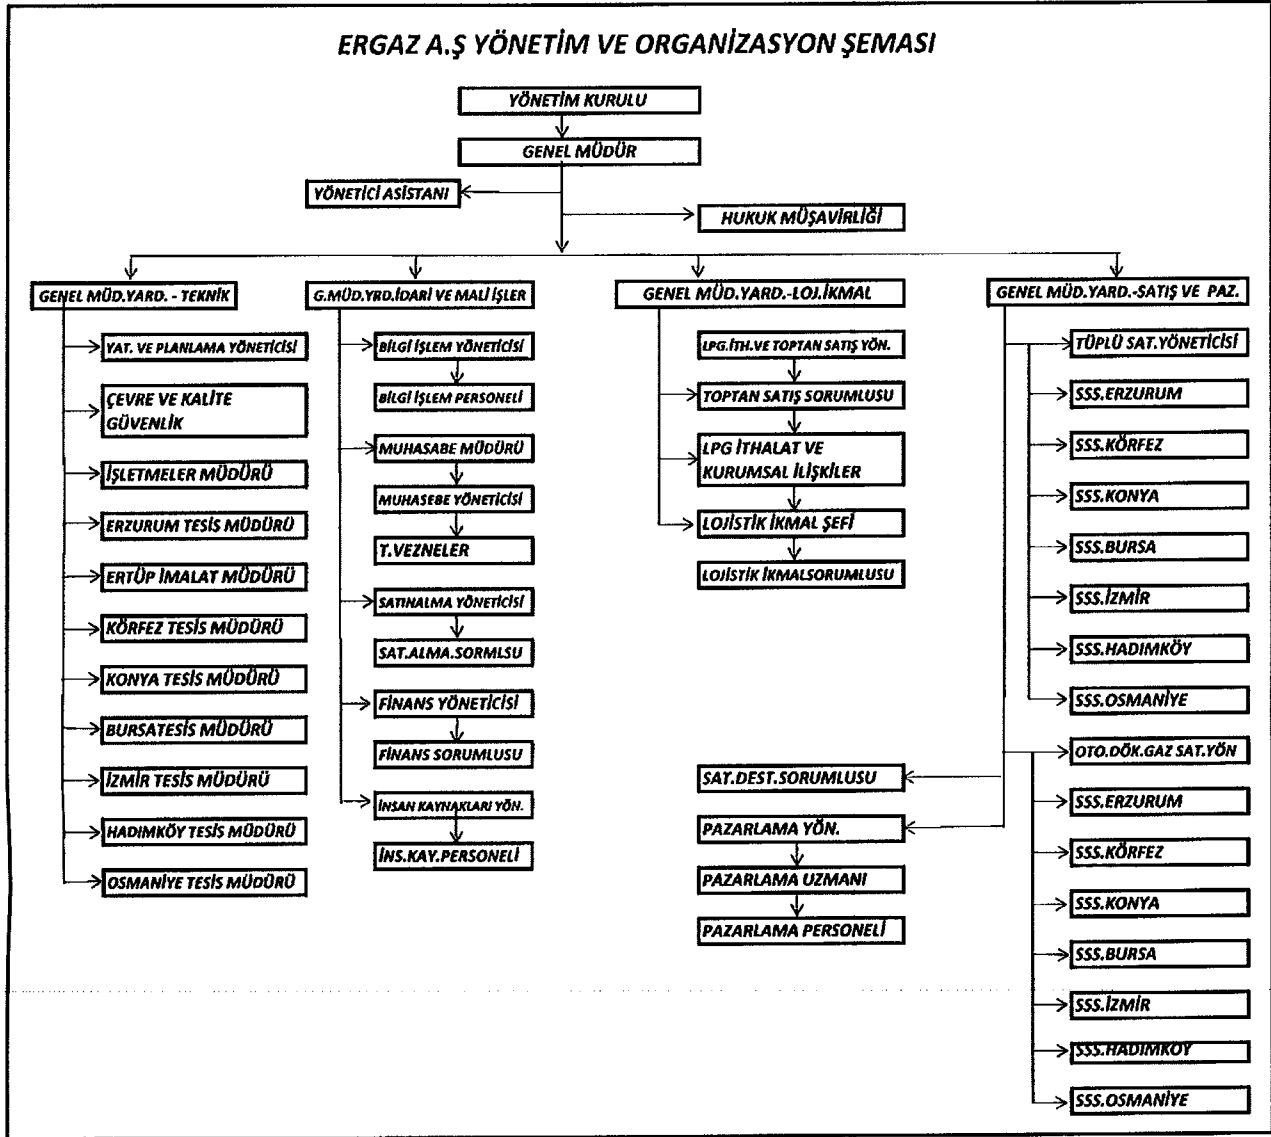 ERGAZ A.Ş YÖNETİM VE ORGANİZASYON ŞEMASI
YÖNETİM KURULU
GENEL MÜDÜR
YÖNETİCİ ASİSTANI
HUKUK MÜŞAVİRLİĞİ
GENEL MÜD.YARD. - TEKNİK
YAT. VE PLANLAMA YÖNETİCİSİ
ÇEVRE VE KALİTE
GÜVENLİK
İŞLETMELER MÜDÜRÜ
ERZURUM TESİS MÜDÜRÜ
ERTÜP İMALAT MÜDÜRÜ
KÖRFEZ TESİS MÜDÜRÜ
KONYA TESİS MÜDÜRÜ
BURSATESİS MÜDÜRÜ
İZMİR TESİS MÜDÜRÜ
HADIMKÖY TESİS MÜDÜRÜ
OSMANİYE TESİS MÜDÜRÜ
G.MÜD.YRD.İDARİ VE MALİ İŞLER
BİLGİ İŞLEM YÖNETİCİSİ
BİLGİ İŞLEM PERSONELİ
MUHASABE MÜDÜRÜ
MUHASEBE YÖNETİCİSİ
T.VEZNELER
SATINALMA YÖNETİCİSİ
SAT.ALMA.SORMLSU
FİNANS YÖNETİCİSİ
FİNANS SORUMLUSU
İNSAN KAYNAKLARI YÖN.
İNS.KAY.PERSONELİ
GENEL MÜD.YARD.-LOJ.İKMAL
LPG.İTH.VE TOPTAN SATIŞ YÖN.
TOPTAN SATIŞ SORUMLUSU
LPG İTHALAT VE
KURUMSAL İLİŞKİLER
LOJİSTİK İKMAL ŞEFİ
LOJİSTİK İKMALSORUMLUSU
GENEL MÜD.YARD.-SATIŞ VE PAZ.
TÜPLÜ SAT.YÖNETİCİSİ
SSS.ERZURUM
SSS.KÖRFEZ
SSS.KONYA
SSS.BURSA
SSS.İZMİR
SSS.HADIMKÖY
SSS.OSMANİYE
OTO.DÖK.GAZ SAT.YÖN
SSS.ERZURUM
SSS.KÖRFEZ
SSS.KONYA
SSS.BURSA
SSS.İZMİR
SSS.HADIMKÖY
SSS.OSMANİYE
SAT.DEST.SORUMLUSU
PAZARLAMA YÖN.
PAZARLAMA UZMANI
PAZARLAMA PERSONELİ